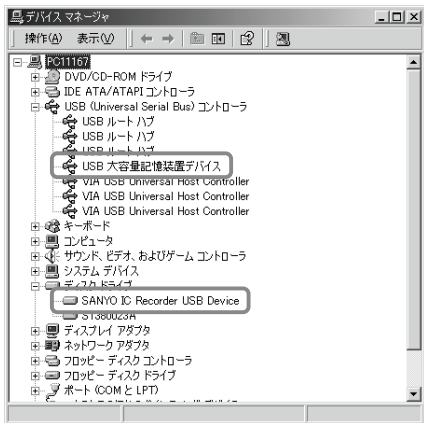 デバイス マネージャ
操作(A) 表示(V)
PC11167
DVD/CD-ROM ドライブ
IDE ATA/ATAPI コントローラ
USB (Universal Serial Bus) コントローラ
USB ルート ハブ
USB ルート ハブ
USB ルート ハブ
USB 大容量記憶装置デバイス
VIA USB Universal Host Controller
VIA USB Universal Host Controller
VIA USB Universal Host Controller
キーボード
コンピュータ
サウンド、ビデオ、およびゲーム コントローラ
システム デバイス
ディスク ドライブ
SANYO IC Recorder USB Device
ST380023A
ディスプレイ アダプタ
ネットワーク アダプタ
フロッピー ディスク コントローラ
フロッピー ディスク ドライブ
ポート (COM と LPT)